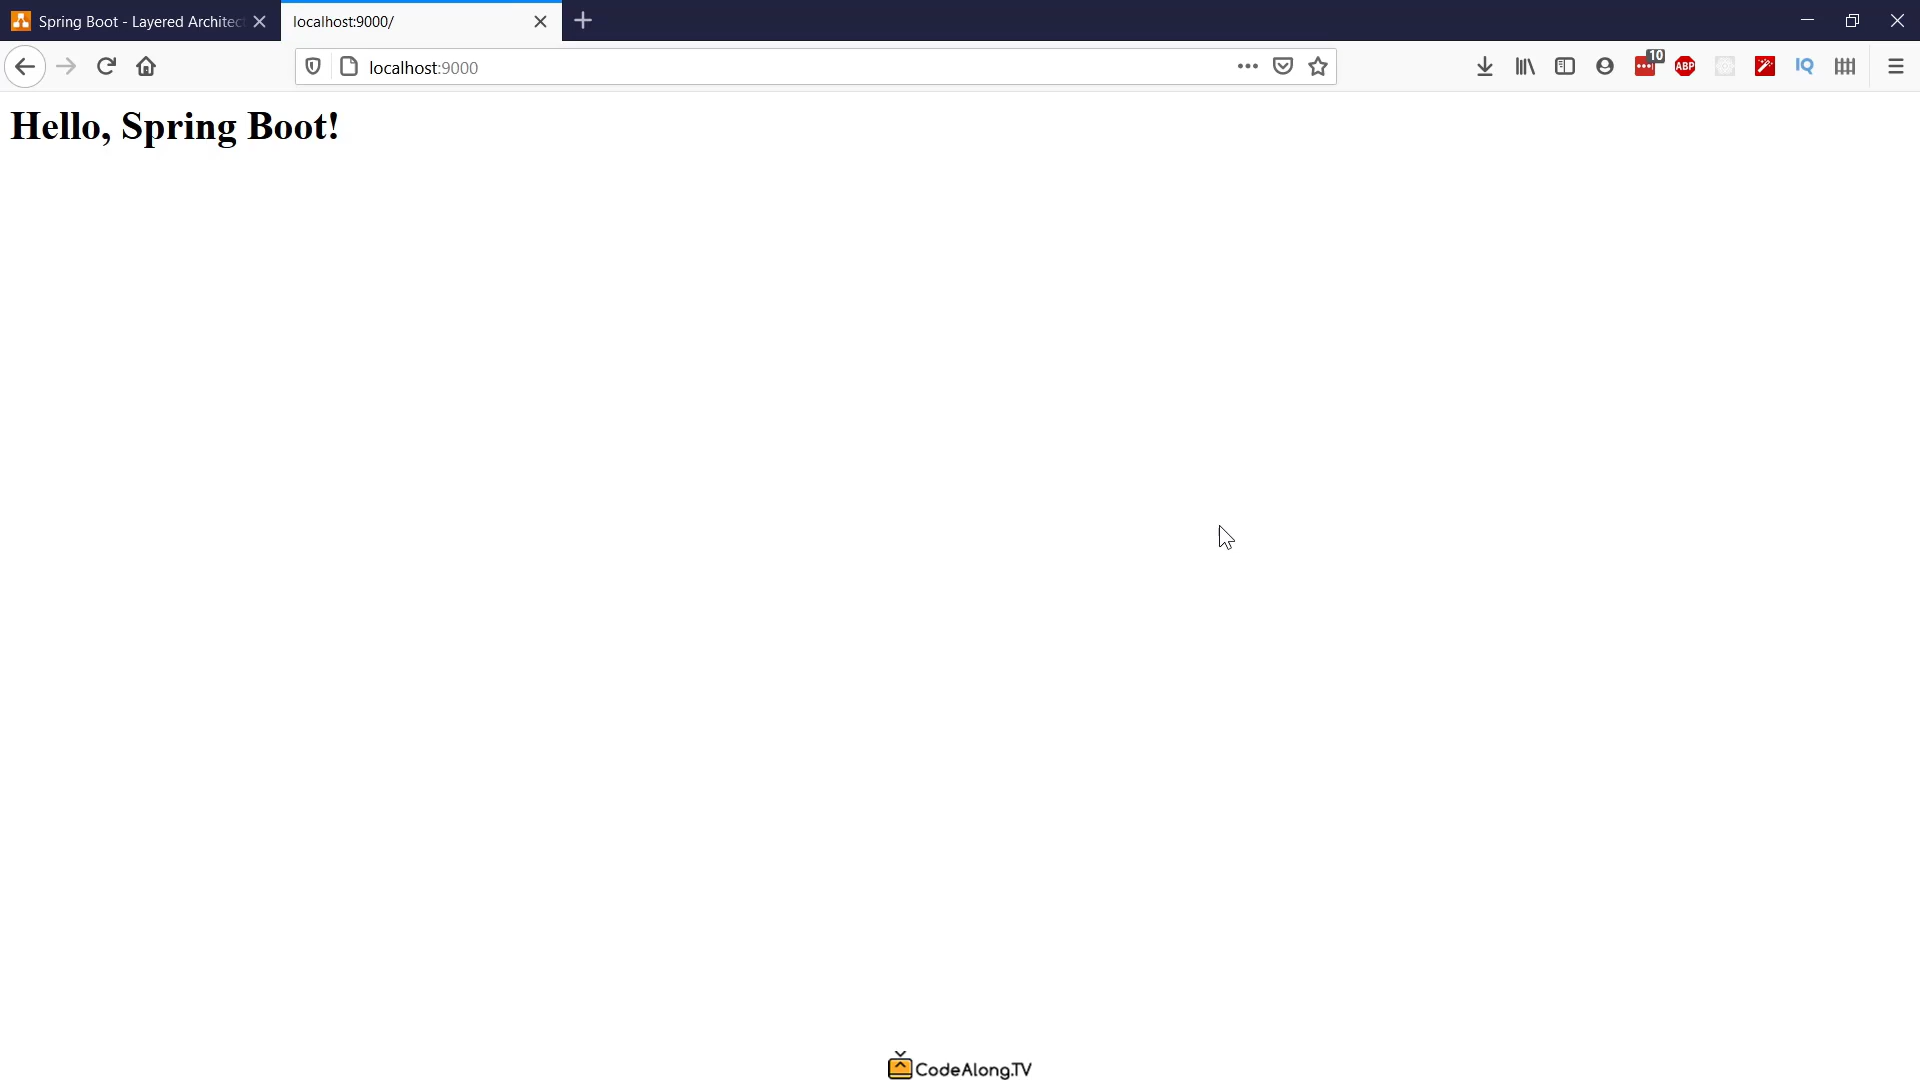 Spring Boot - Layered Architect
localhost:9000/
localhost:9000
10
ABP
IQ
Hello, Spring Boot!
CodeAlong.TV